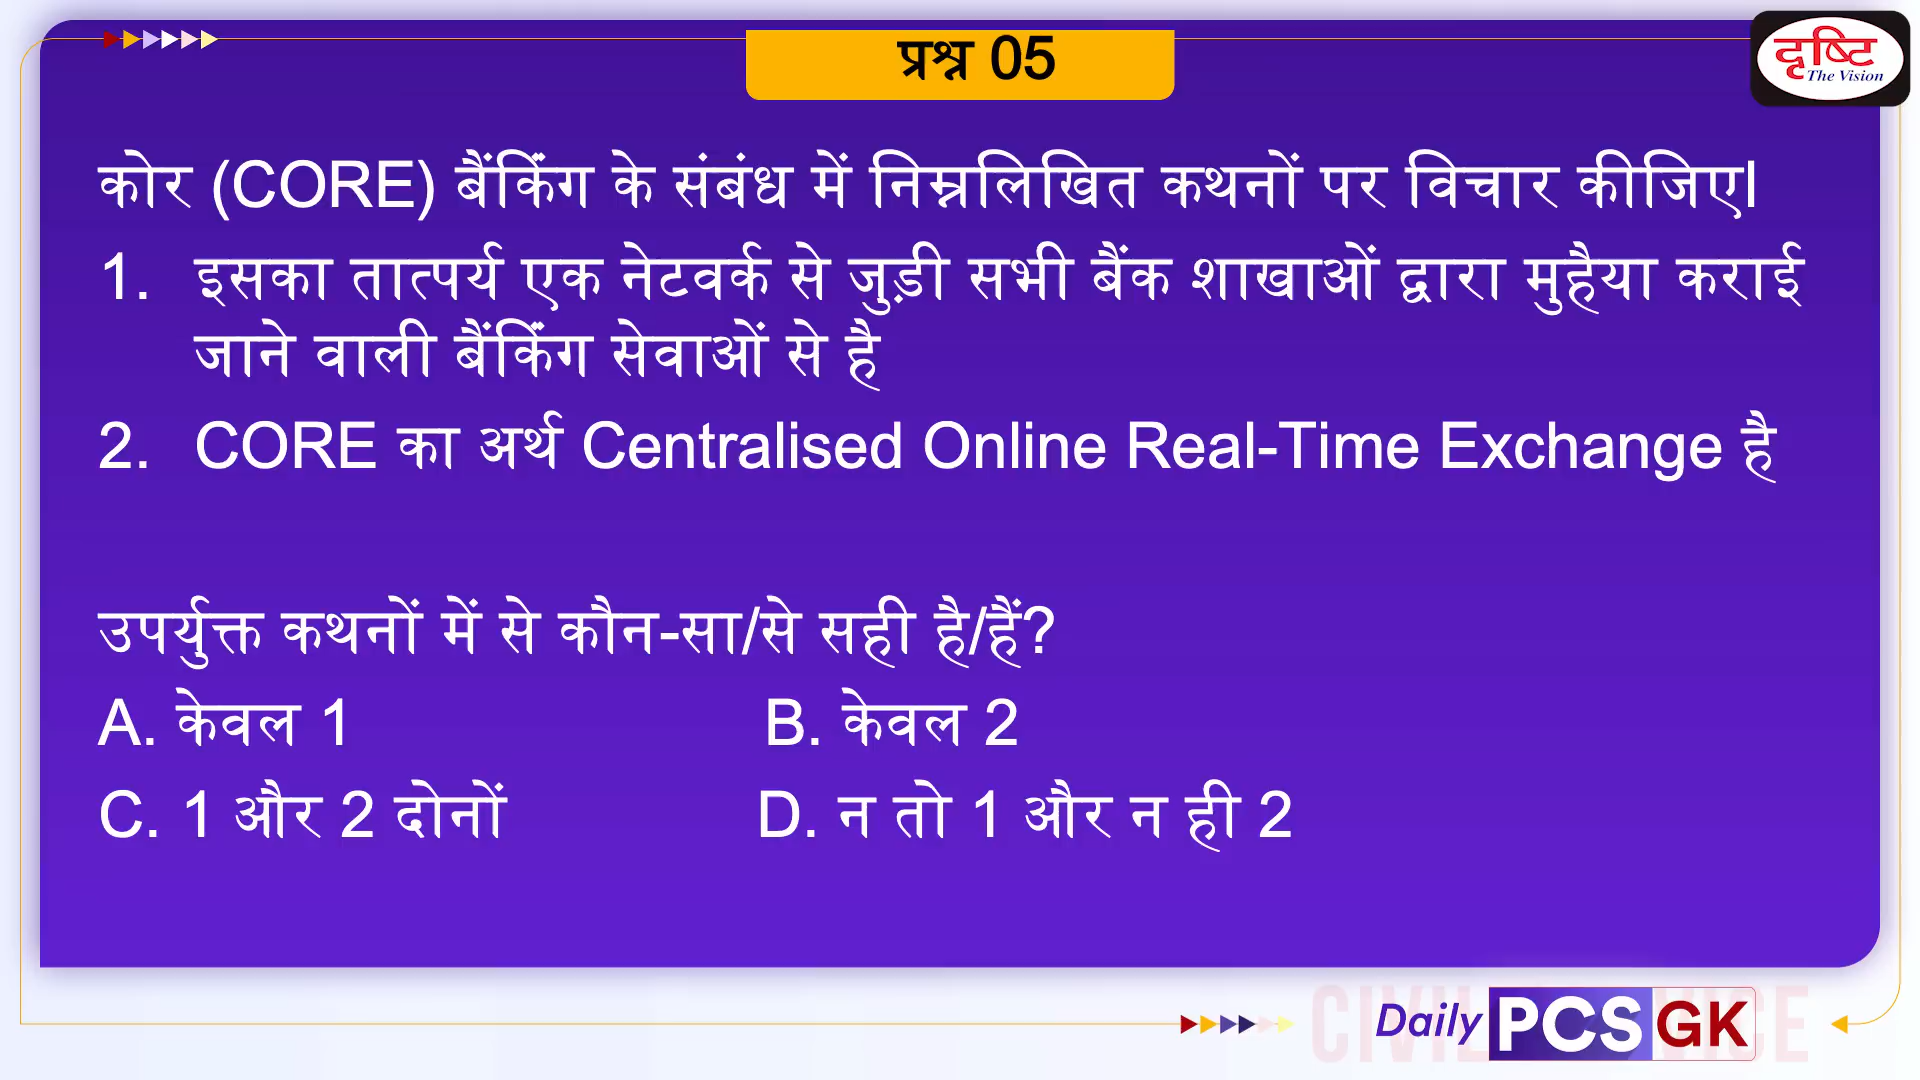 प्रश्न 05
दृष्टि
The Vision
कोर (CORE) बैंकिंग के संबंध में निम्नलिखित कथनों पर विचार कीजिए।
1. इसका तात्पर्य एक नेटवर्क से जुड़ी सभी बैंक शाखाओं द्वारा मुहैया कराई
जाने वाली बैंकिंग सेवाओं से है
2. CORE का अर्थ Centralised Online Real-Time Exchange है
उपर्युक्त कथनों में से कौन-सा/से सही है/हैं?
A. केवल 1 B. केवल 2
C. 1 और 2 दोनों D. न तो 1 और न ही 2
Daily PCS GK